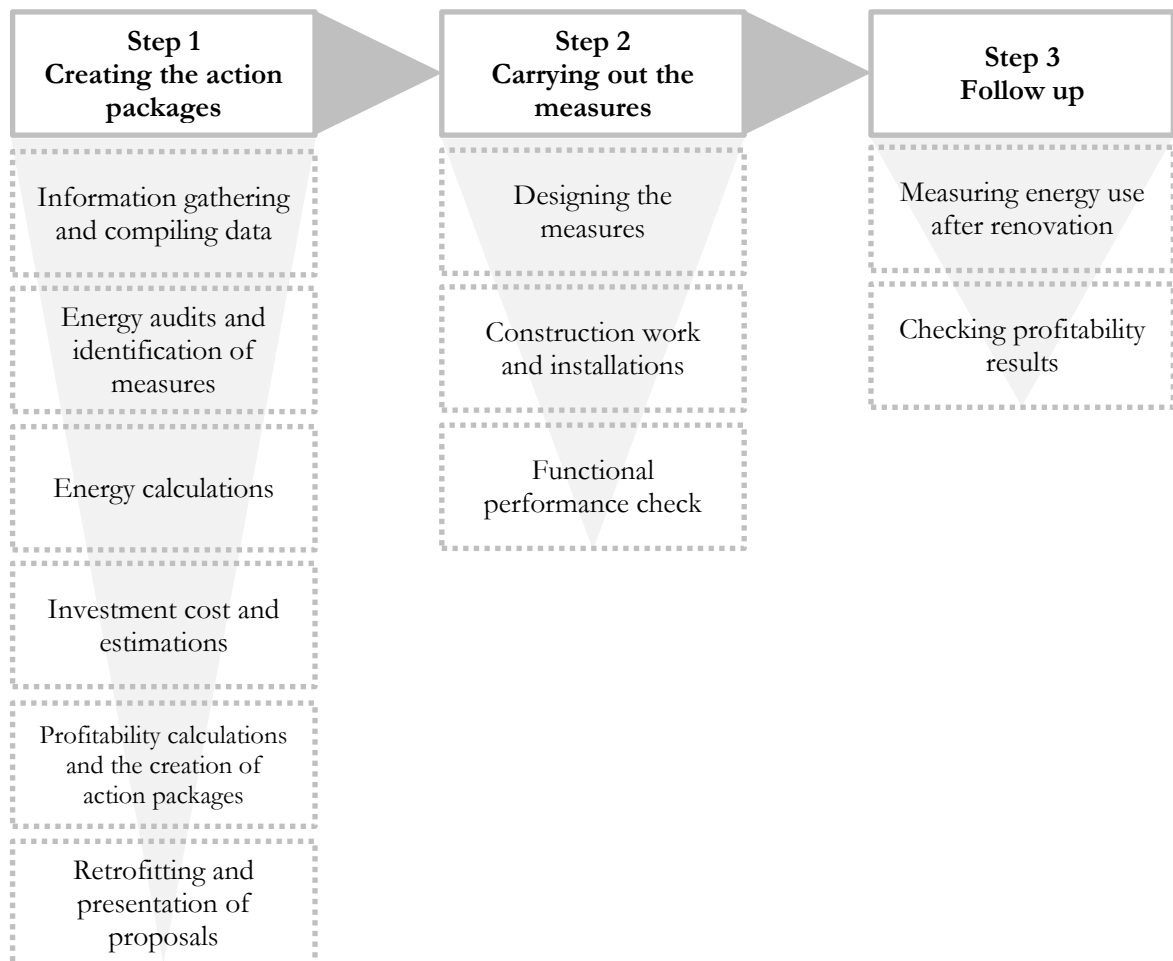 Step 1
Creating the action
packages
Information gathering
and compiling data
Energy audits and
identification of
measures
Energy calculations
Investment cost and
estimations
Profitability calculations
and the creation of
action packages
Retrofitting and
presentation of
proposals
Step 2
Carrying out the
measures
Designing the
measures
Construction work
and installations
Functional
performance check
Step 3
Follow up
Measuring energy use
after renovation
Checking profitability
results